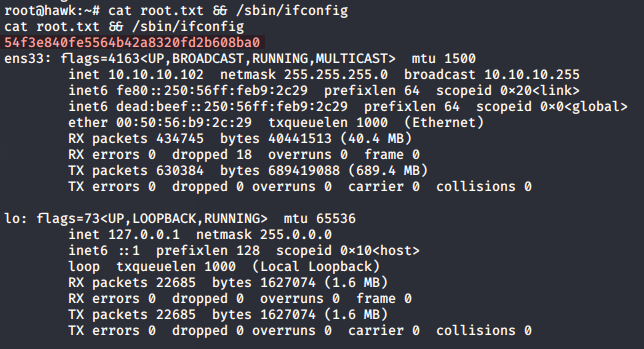 root@hawk:~# cat root.txt && /sbin/ifconfig
cat root.txt && /sbin/ifconfig
54f3e840fe5564b42a8320fd2b608ba0
ens33: flags=4163<UP,BROADCAST,RUNNING,MULTICAST>  mtu 1500
        inet 10.10.10.102  netmask 255.255.255.0  broadcast 10.10.10.255
        inet6 fe80::250:56ff:feb9:2c29  prefixlen 64  scopeid 0×20<link>
        inet6 dead:beef::250:56ff:feb9:2c29  prefixlen 64  scopeid 0×0<global>
        ether 00:50:56:b9:2c:29  txqueuelen 1000  (Ethernet)
        RX packets 434745  bytes 40441513 (40.4 MB)
        RX errors 0  dropped 18  overruns 0  frame 0
        TX packets 630384  bytes 689419088 (689.4 MB)
        TX errors 0  dropped 0 overruns 0  carrier 0  collisions 0

lo: flags=73<UP,LOOPBACK,RUNNING>  mtu 65536
        inet 127.0.0.1  netmask 255.0.0.0
        inet6 ::1  prefixlen 128  scopeid 0×10<host>
        loop  txqueuelen 1000  (Local Loopback)
        RX packets 22685  bytes 1627074 (1.6 MB)
        RX errors 0  dropped 0  overruns 0  frame 0
        TX packets 22685  bytes 1627074 (1.6 MB)
        TX errors 0  dropped 0 overruns 0  carrier 0  collisions 0